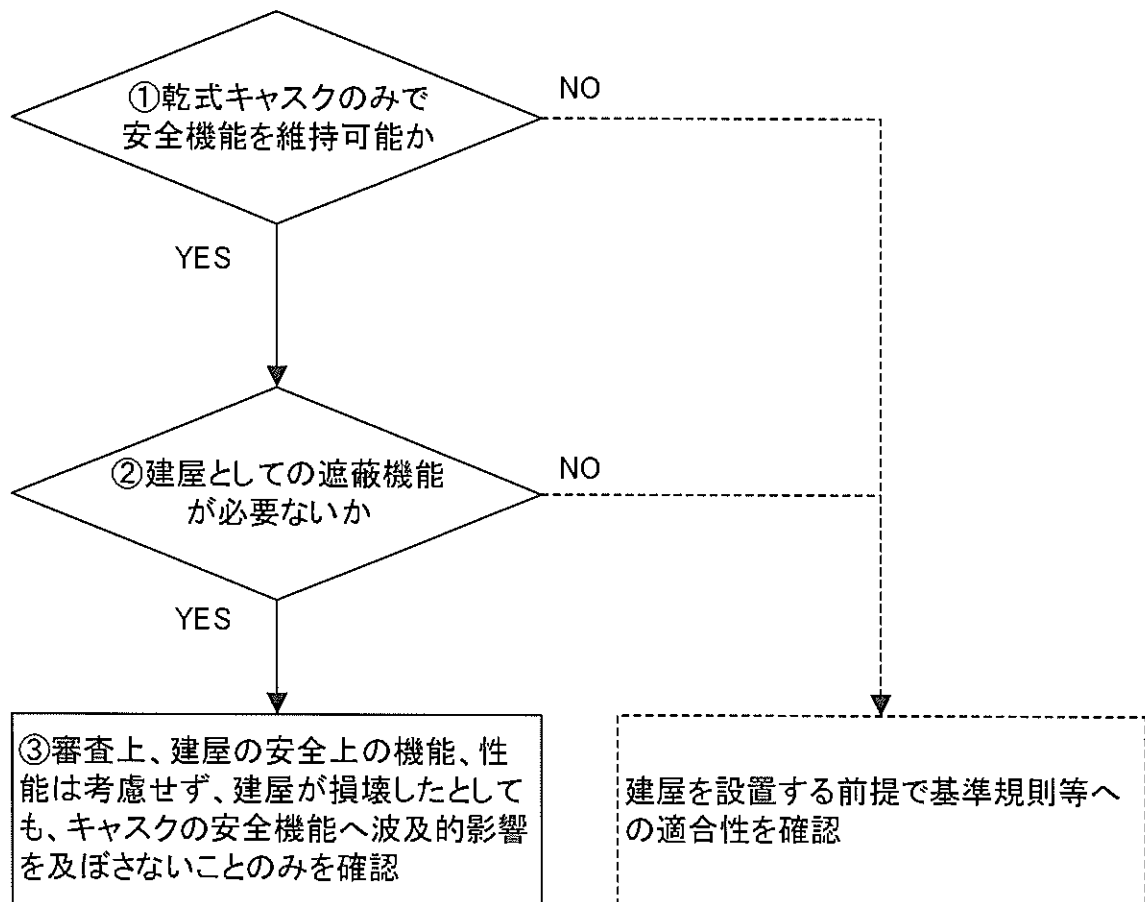 ①乾式キャスクのみで
安全機能を維持可能か
NO
YES
②建屋としての遮蔽機能
が必要ないか
NO
YES
③審査上、建屋の安全上の機能、性
能は考慮せず、建屋が損壊したとして
も、キャスクの安全機能へ波及的影響
を及ぼさないことのみを確認
建屋を設置する前提で基準規則等へ
の適合性を確認